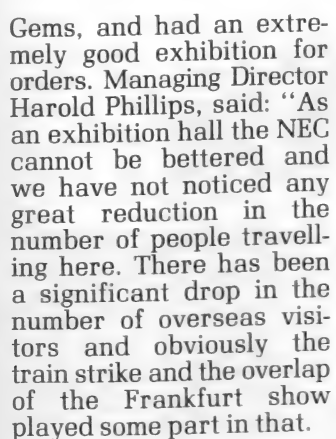 Gems, and had an extre-
mely good exhibition for
orders. Managing Director
Harold Phillips, said: “As
an exhibition hall the NEC
cannot be bettered and
we have not noticed any
great reduction in the
number of people travell-
ing here. There has been
a significant drop in the
number of overseas visi-
tors and obviously the
train strike and the overlap
of the Frankfurt show
played some part in that.